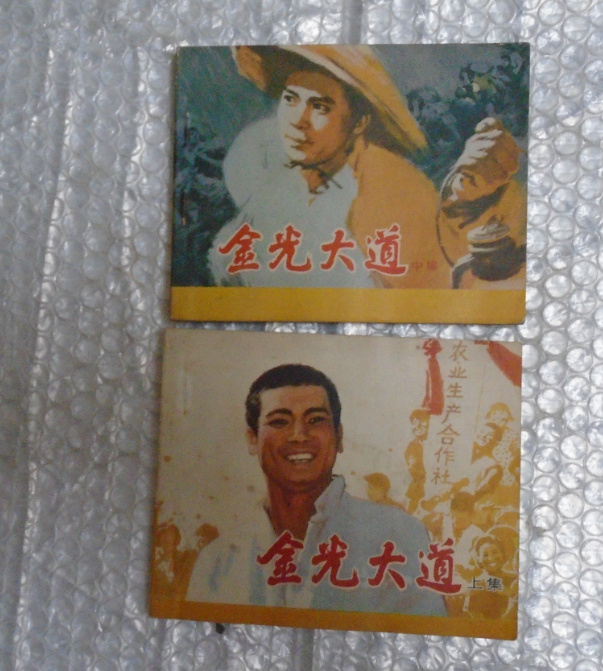 金光大道
中集
农业生产合作社
金光大道
上集